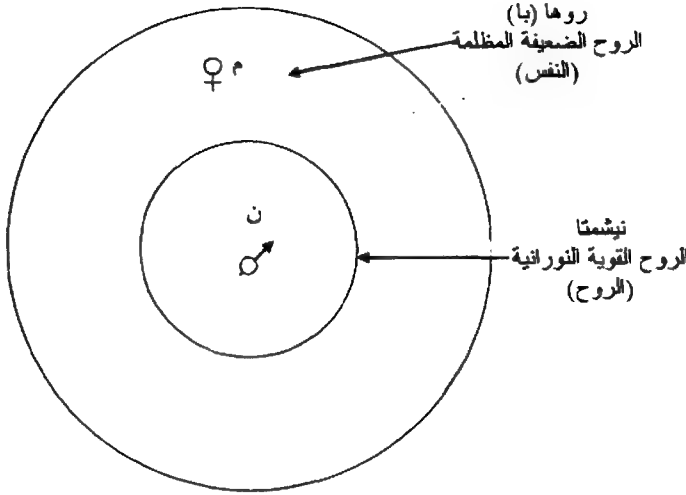 روها (با)
الروح الضعيفة المظلمة
(النفس)
م
ن
نيشمتا
الروح القوية النورانية
(الروح)